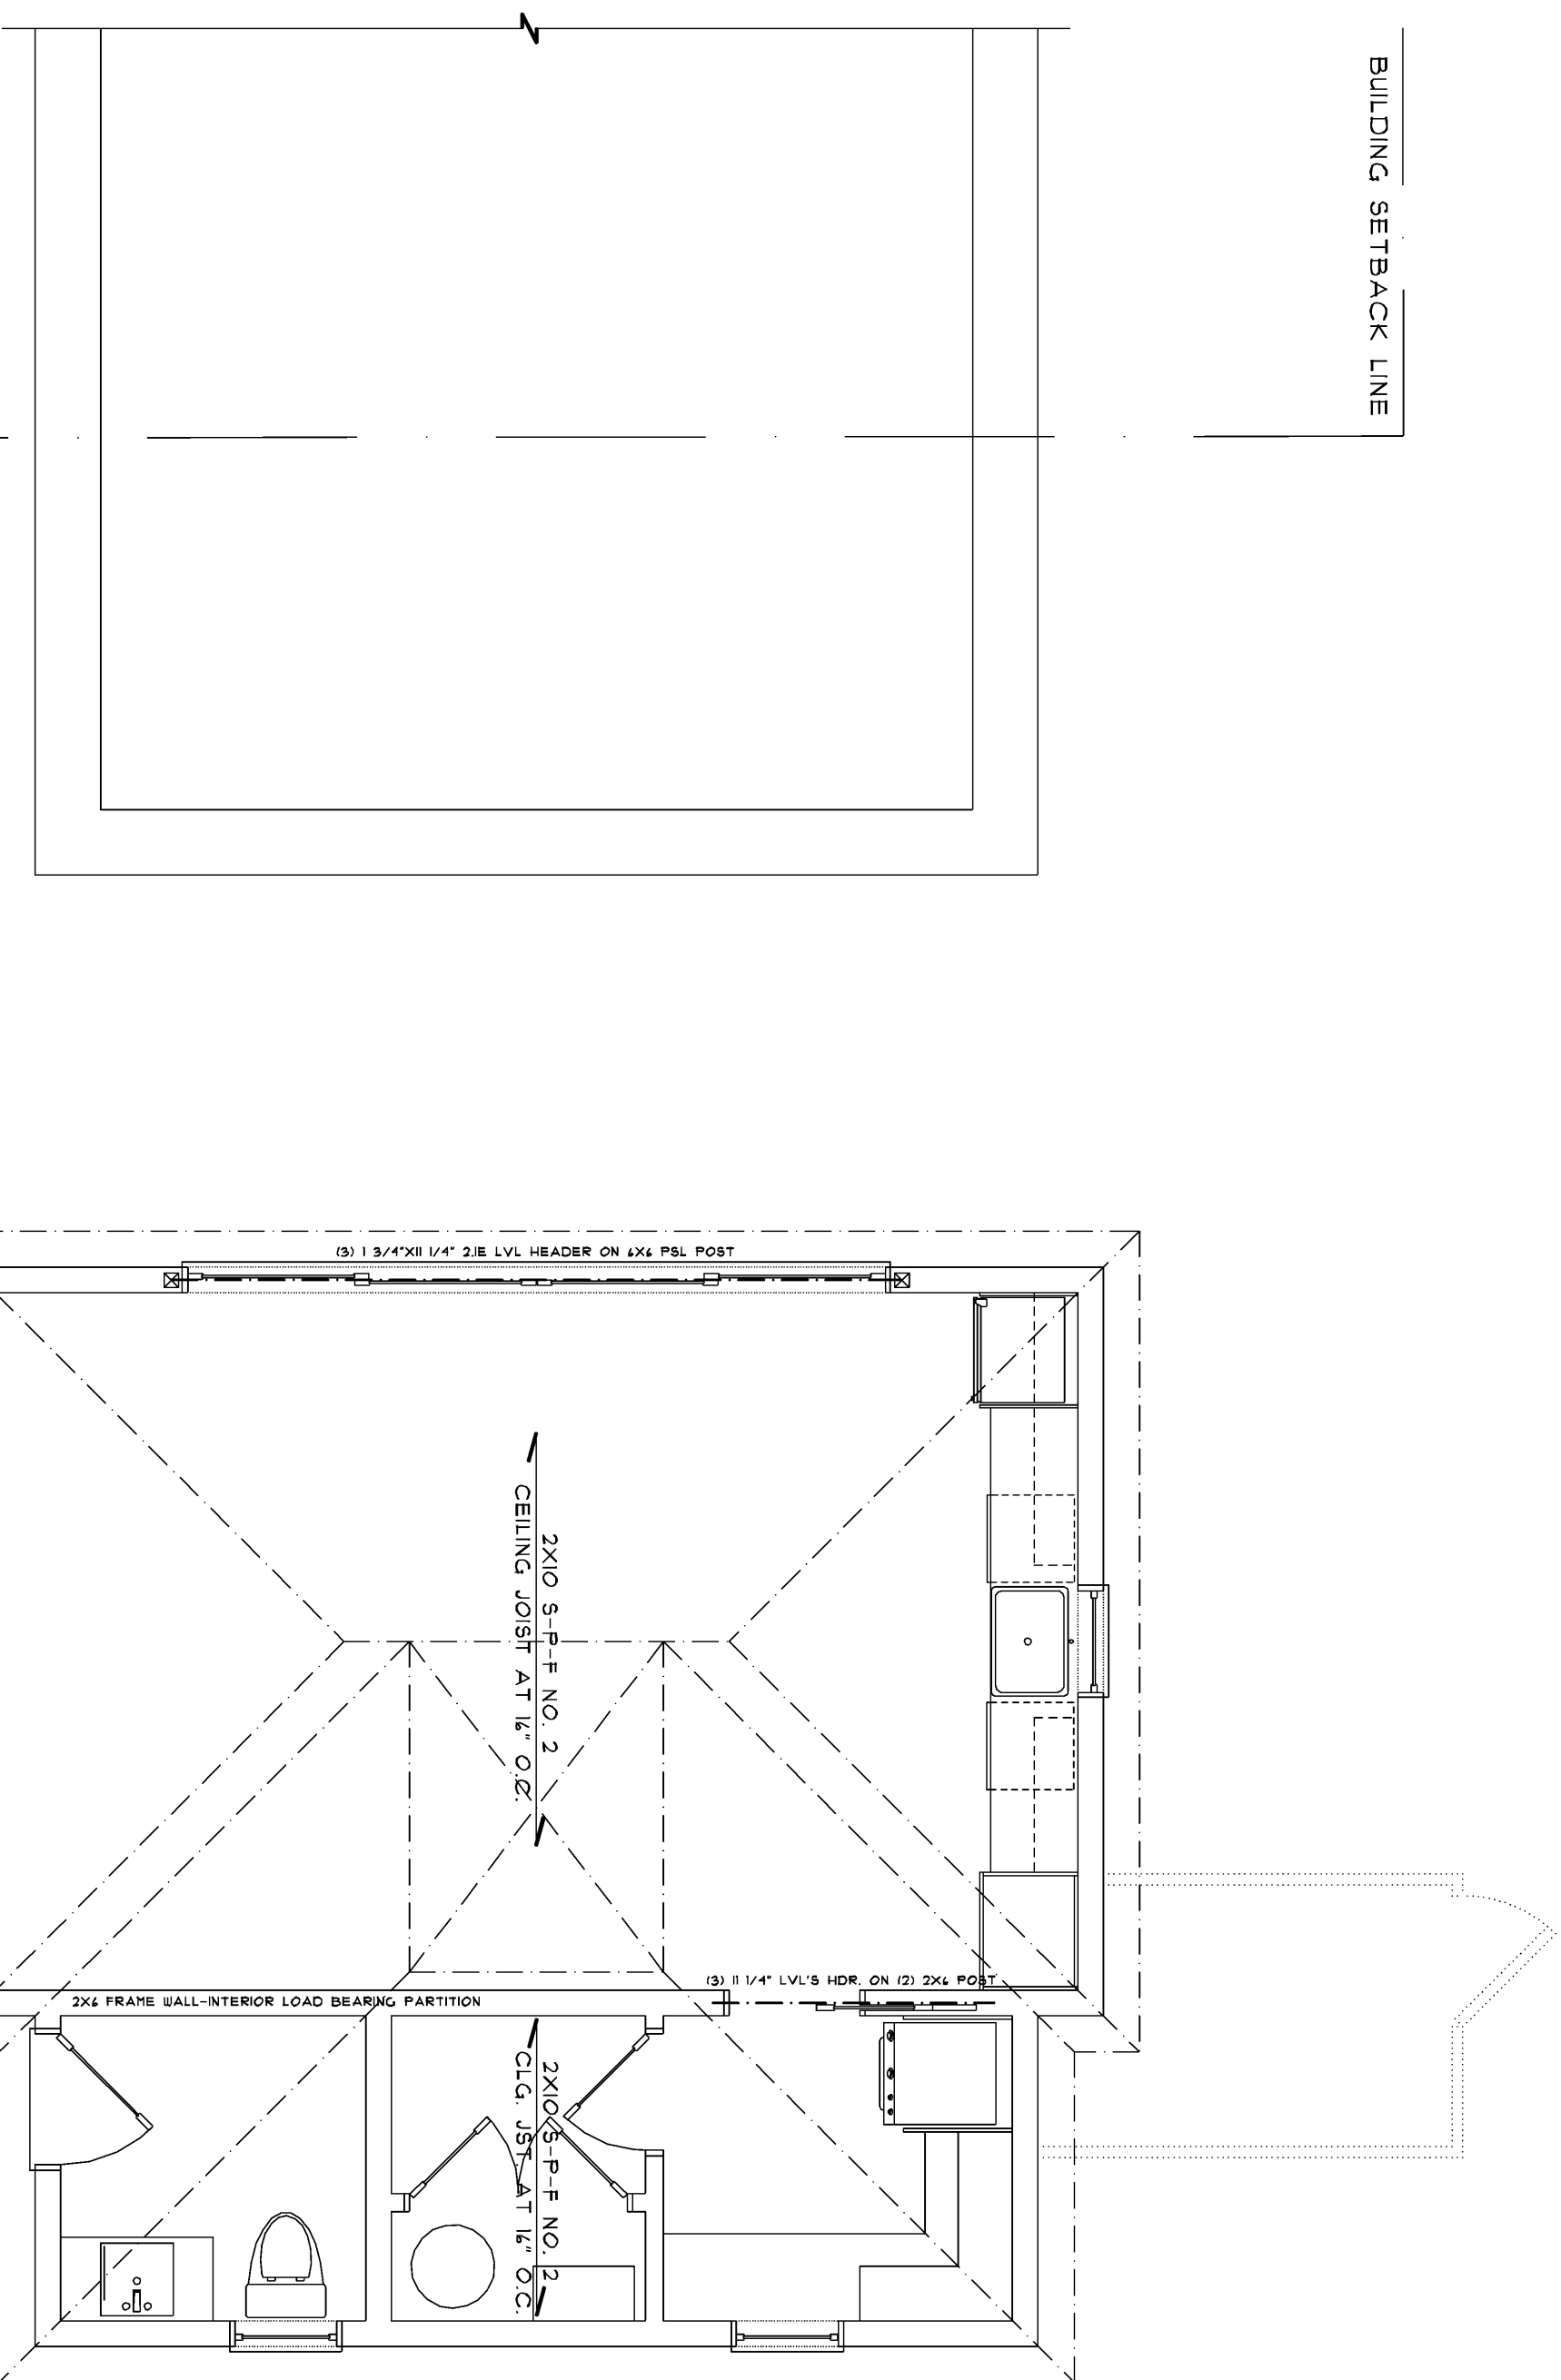 BUILDING SETBACK LINE
(3) 1 3/4"X11 1/4" 2.1E LVL HEADER ON 6X6 PSL POST
2X10 S-P-F NO. 2
CEILING JOIST AT 16" O.C.
(3) 11 1/4" LVL'S HDR. ON (2) 2X6 POST
2X6 FRAME WALL-INTERIOR LOAD BEARING PARTITION
2X10 S-P-F NO. 2
CLG. JST. AT 16" O.C.